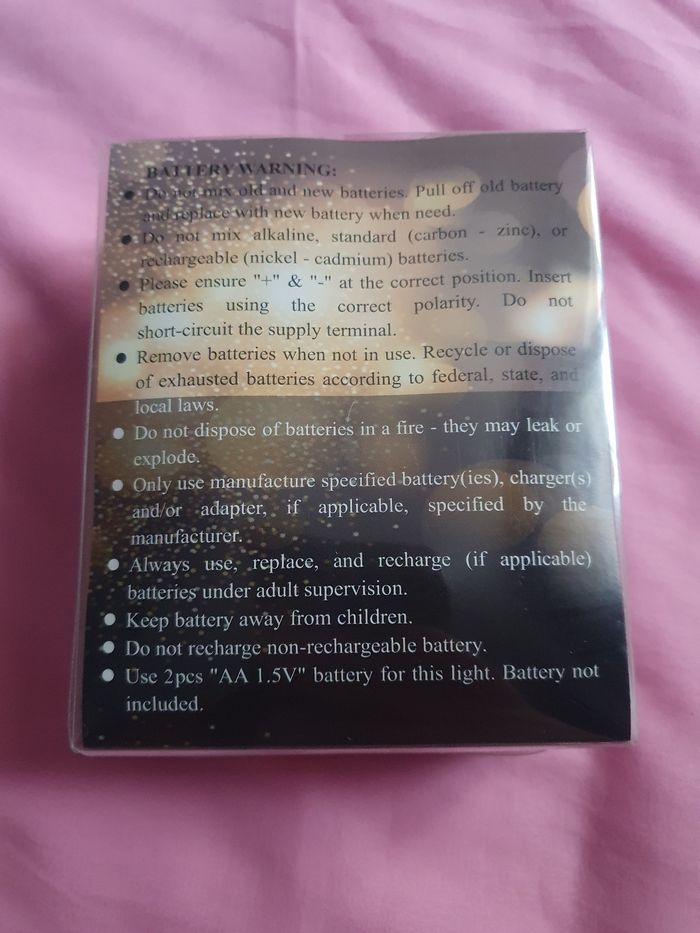 BATTERY WARNING:
● Do not mix old and new batteries. Pull off old battery
and replace with new battery when need.
● Do not mix alkaline, standard (carbon - zinc), or
rechargeable (nickel - cadmium) batteries.
● Please ensure "+" & "-" at the correct position. Insert
batteries using the correct polarity. Do not
short-circuit the supply terminal.
● Remove batteries when not in use. Recycle or dispose
of exhausted batteries according to federal, state, and
local laws.
● Do not dispose of batteries in a fire - they may leak or
explode.
● Only use manufacture specified battery(ies), charger(s)
and/or adapter, if applicable, specified by the
manufacturer.
● Always use, replace, and recharge (if applicable)
batteries under adult supervision.
● Keep battery away from children.
● Do not recharge non-rechargeable battery.
● Use 2pcs "AA 1.5V" battery for this light. Battery not
included.